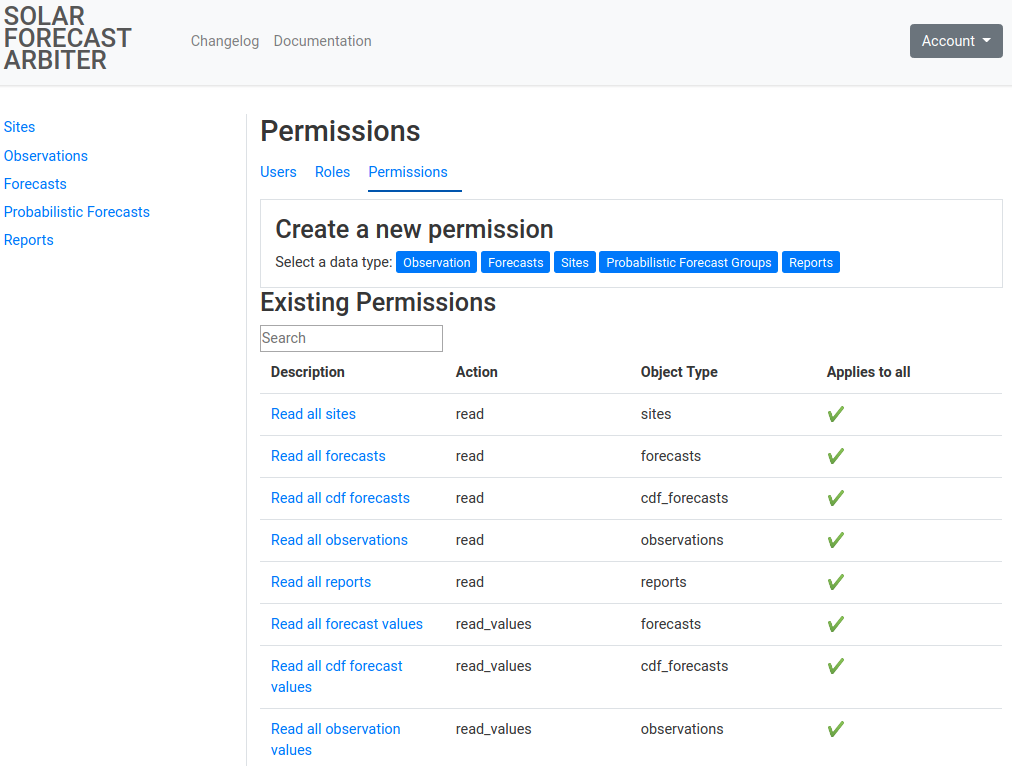 SOLAR
FORECAST
ARBITER
Changelog Documentation
Account
Sites
Observations
Forecasts
Probabilistic Forecasts
Reports
Permissions
Users Roles Permissions
Create a new permission
Select a data type: Observation Forecasts Sites Probabilistic Forecast Groups Reports
Existing Permissions
Search
Description Action Object Type Applies to all
Read all sites read sites ✔
Read all forecasts read forecasts ✔
Read all cdf forecasts read cdf_forecasts ✔
Read all observations read observations ✔
Read all reports read reports ✔
Read all forecast values read_values forecasts ✔
Read all cdf forecast read_values cdf_forecasts ✔
values
Read all observation read_values observations ✔
values